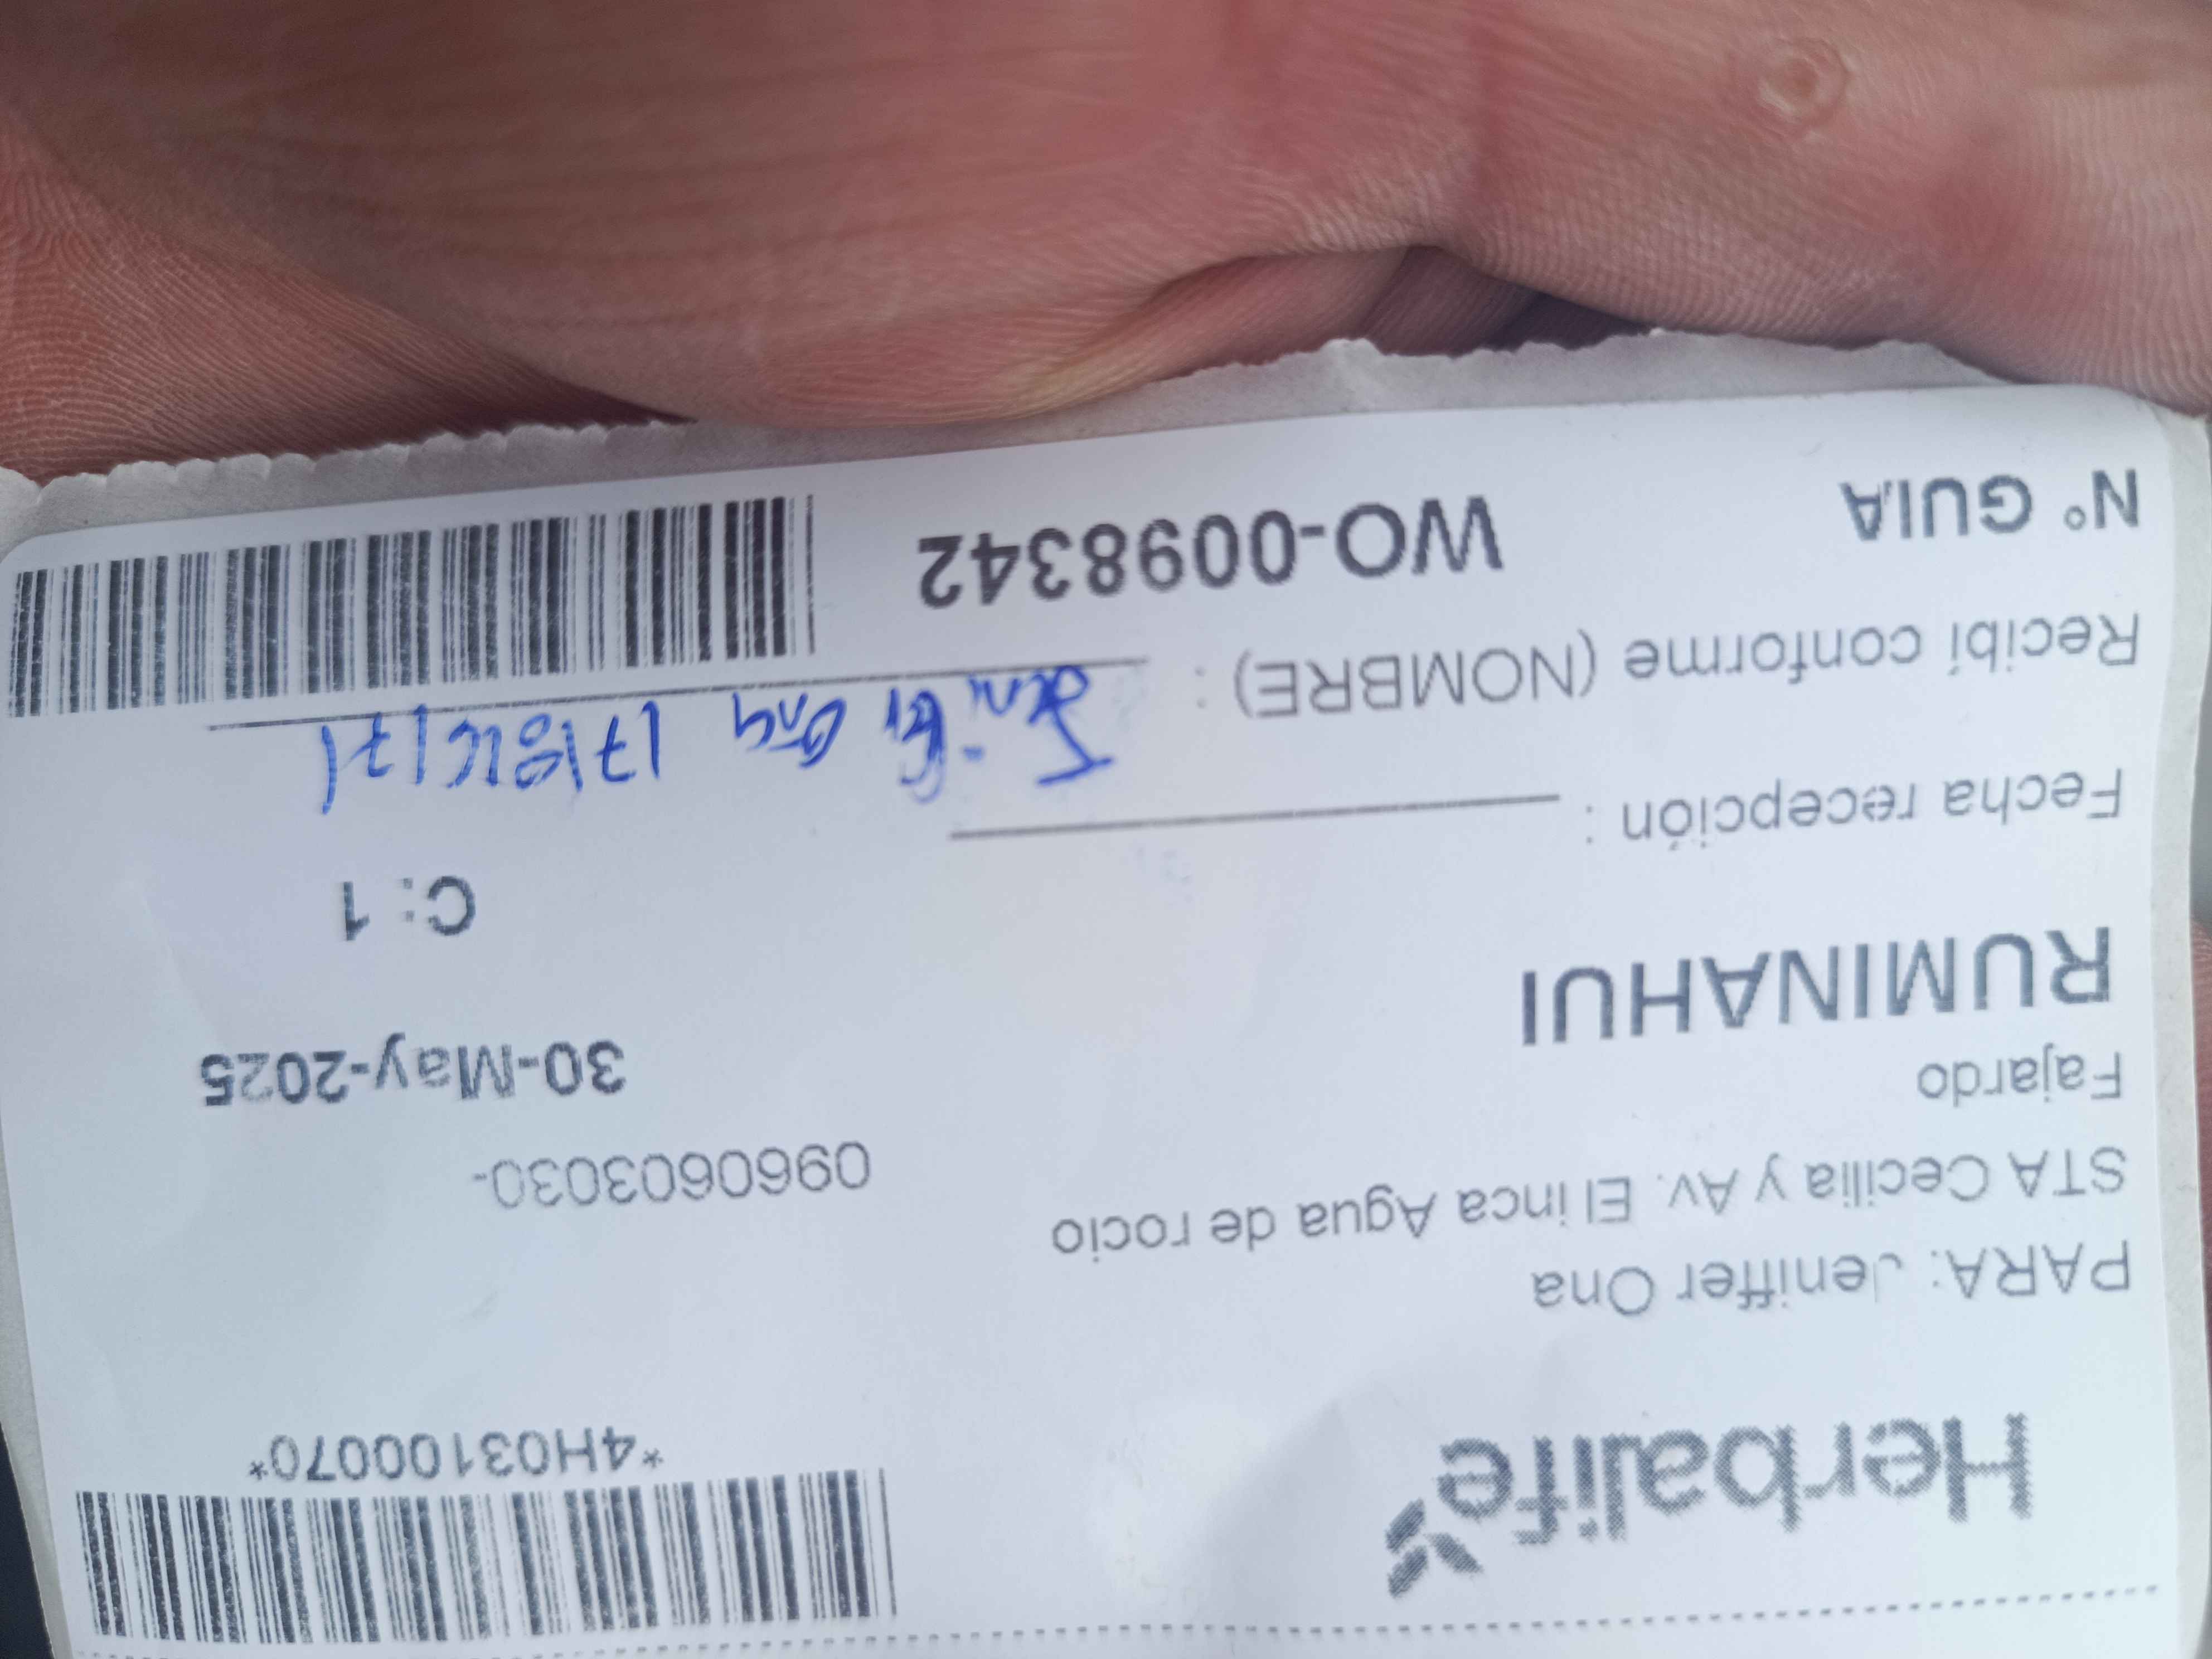 Herbalife
*4H03100070*
PARA: Jeniffer Ona
STA Cecilia y Av. El inca Agua de rocio
0960603030-
Fajardo
30-May-2025
RUMINAHUI
C: 1
Fecha recepción :
Recibí conforme (NOMBRE) :
N° GUIA WO-0098342